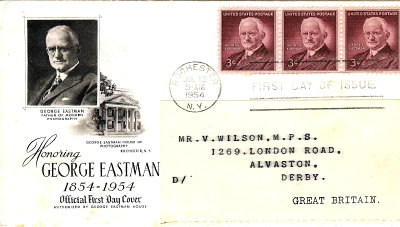 UNITED STATES POSTAGE
UNITED STATES POSTAGE
UNITED STATES POSTAGE
3¢
3¢
3¢
ROCHESTER
JUL 12
9-AM
1954
N.Y.
FIRST DAY OF ISSUE
GEORGE EASTMAN
FATHER OF MODERN
PHOTOGRAPHY
GEORGE EASTMAN HOUSE OF
PHOTOGRAPHY
ROCHESTER, N.Y.
Honoring
GEORGE EASTMAN
1854-1954
Official First Day Cover
AUTHORIZED BY GEORGE EASTMAN HOUSE
MR.V.WILSON,M.P.S.
1269.LONDON ROAD,
ALVASTON.
D/ DERBY.
GREAT BRITAIN.